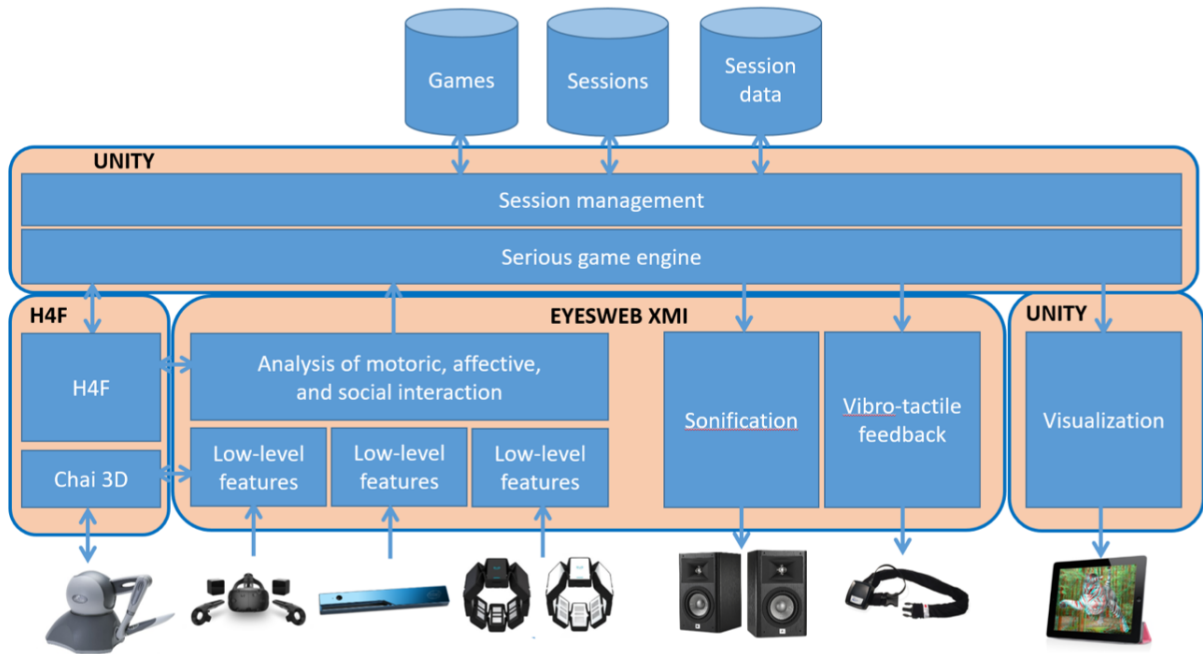 Games
Sessions
Session
data
UNITY
Session management
Serious game engine
H4F
EYESWEB XMI
UNITY
H4F
Analysis of motoric, affective,
and social interaction
Sonification
Vibro-tactile
feedback
Visualization
Chai 3D
Low-level
features
Low-level
features
Low-level
features